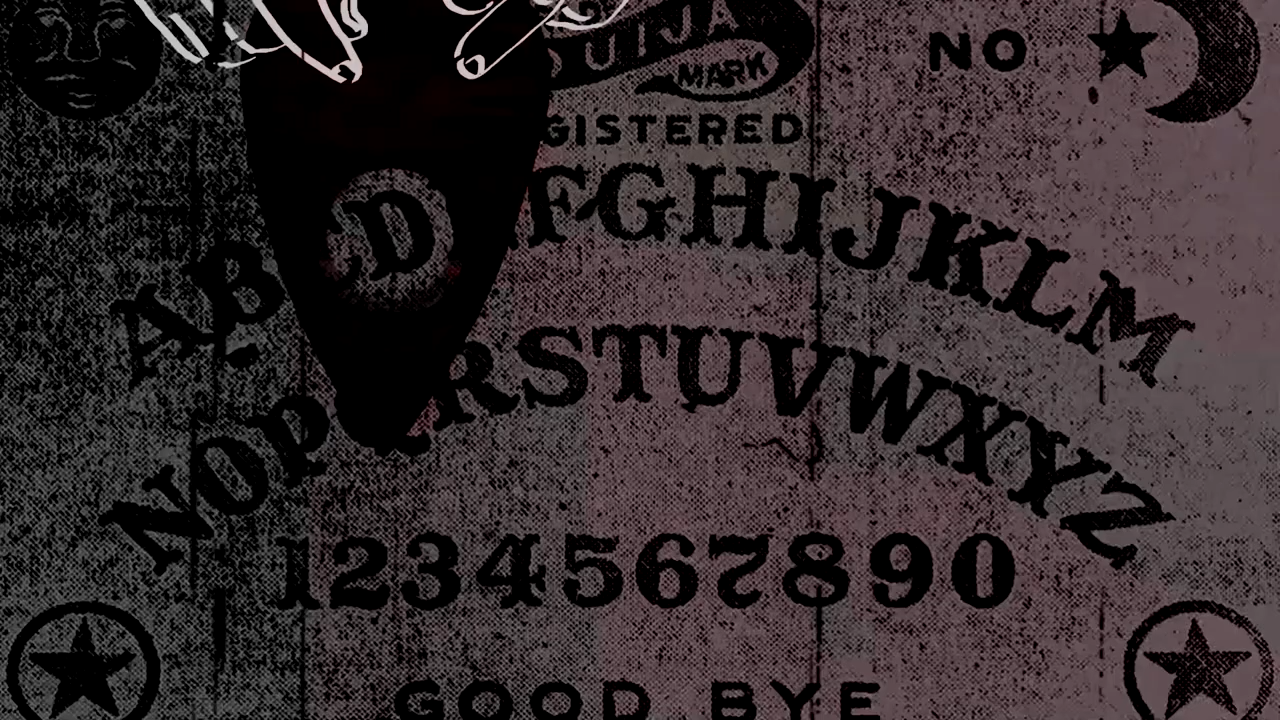 OUIJA
MARK
NO
GISTERED
AB D FGHIJKLM
NOP RSTUVWXYZ
1234567890
GOOD BYE